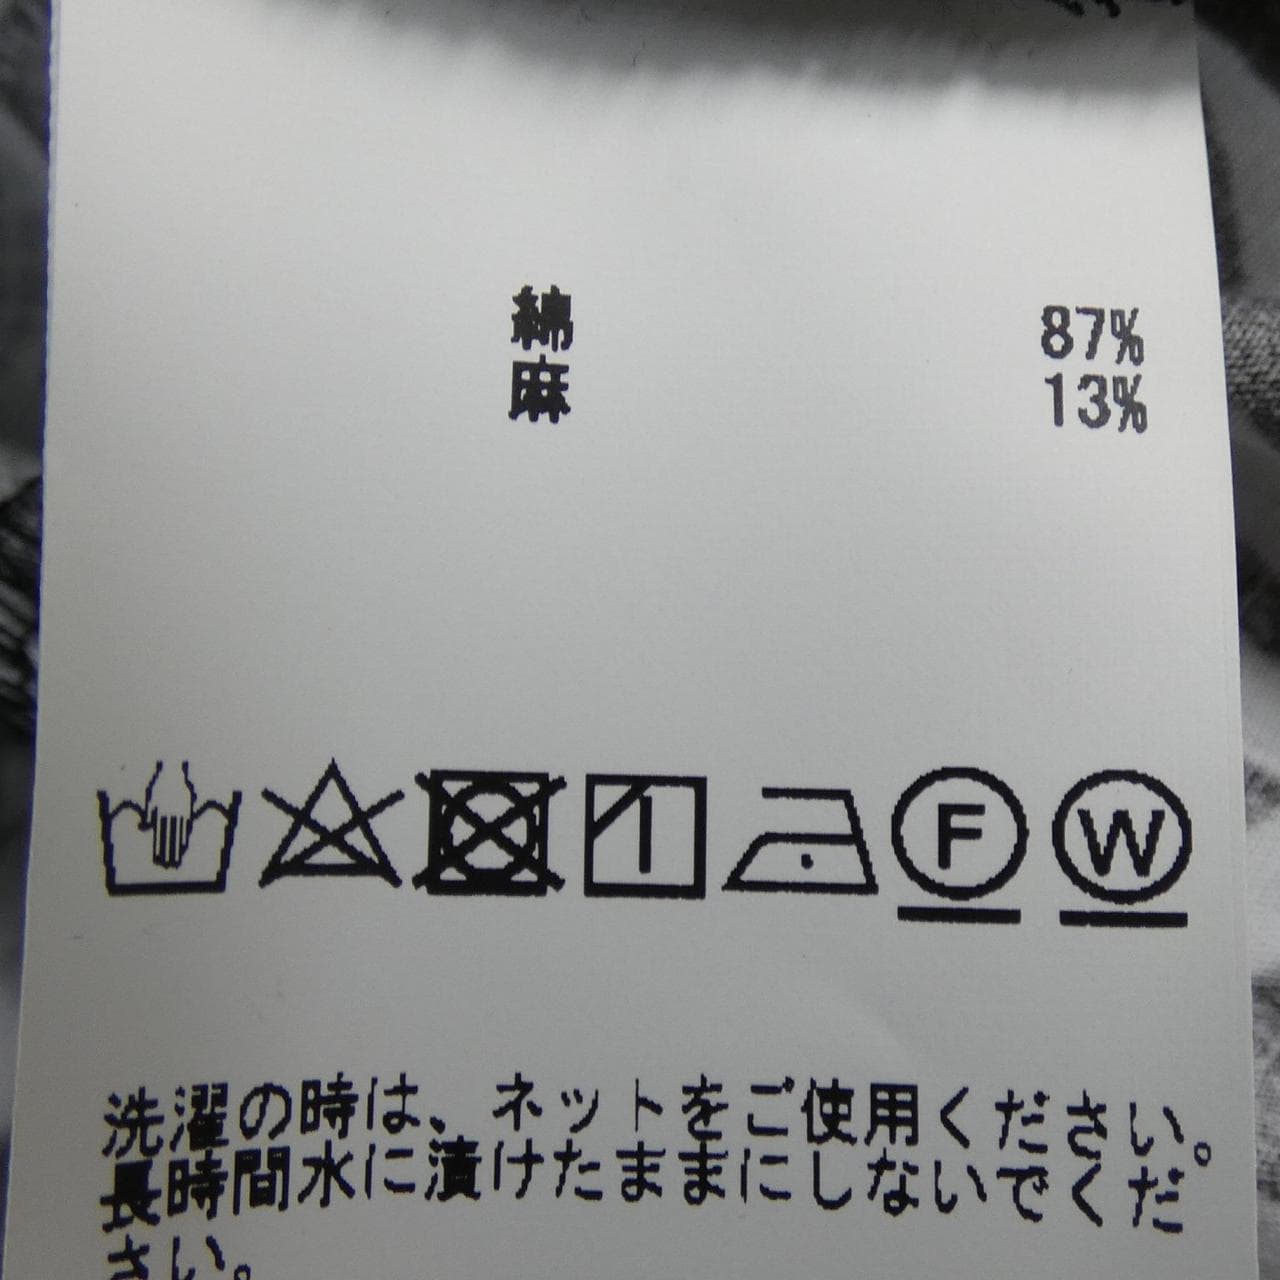 綿 87%
麻 13%
F W
洗濯の時は、ネットをご使用ください。
長時間水に漬けたままにしないでくだ
さい。